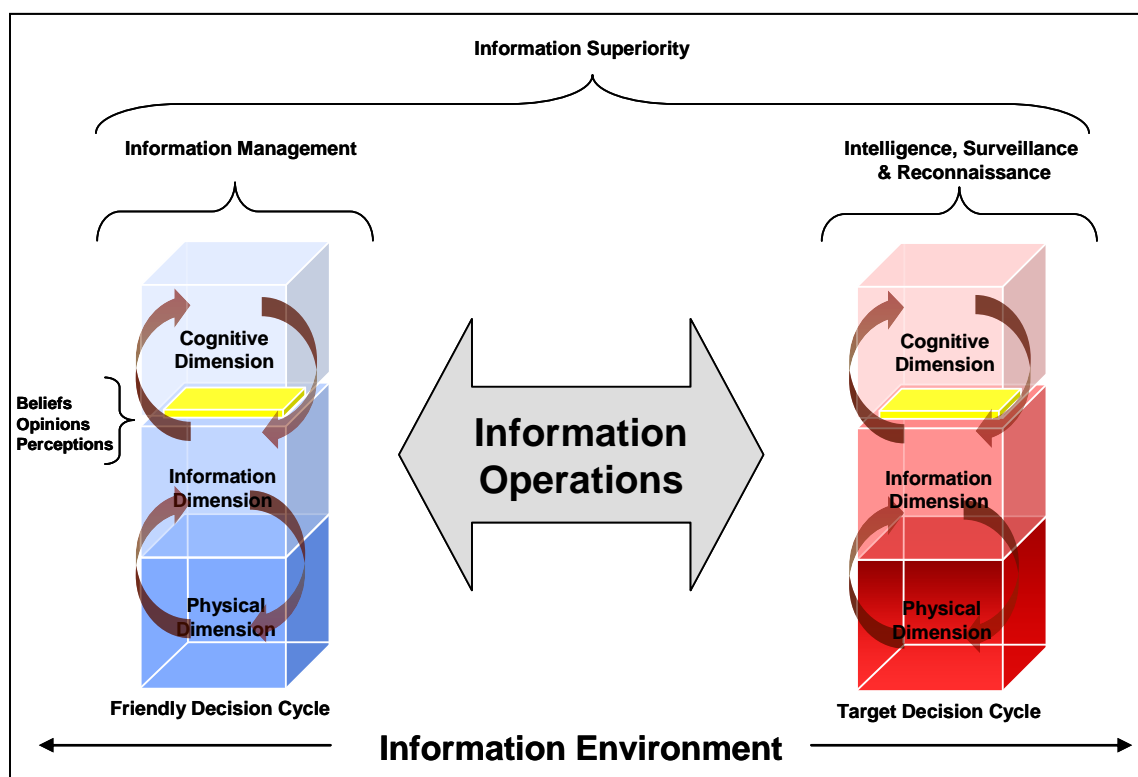 Information Superiority
Information Management
Intelligence, Surveillance
& Reconnaissance
Cognitive
Dimension
Beliefs
Opinions
Perceptions
Information
Dimension
Physical
Dimension
Friendly Decision Cycle
Information
Operations
Cognitive
Dimension
Information
Dimension
Physical
Dimension
Target Decision Cycle
Information Environment